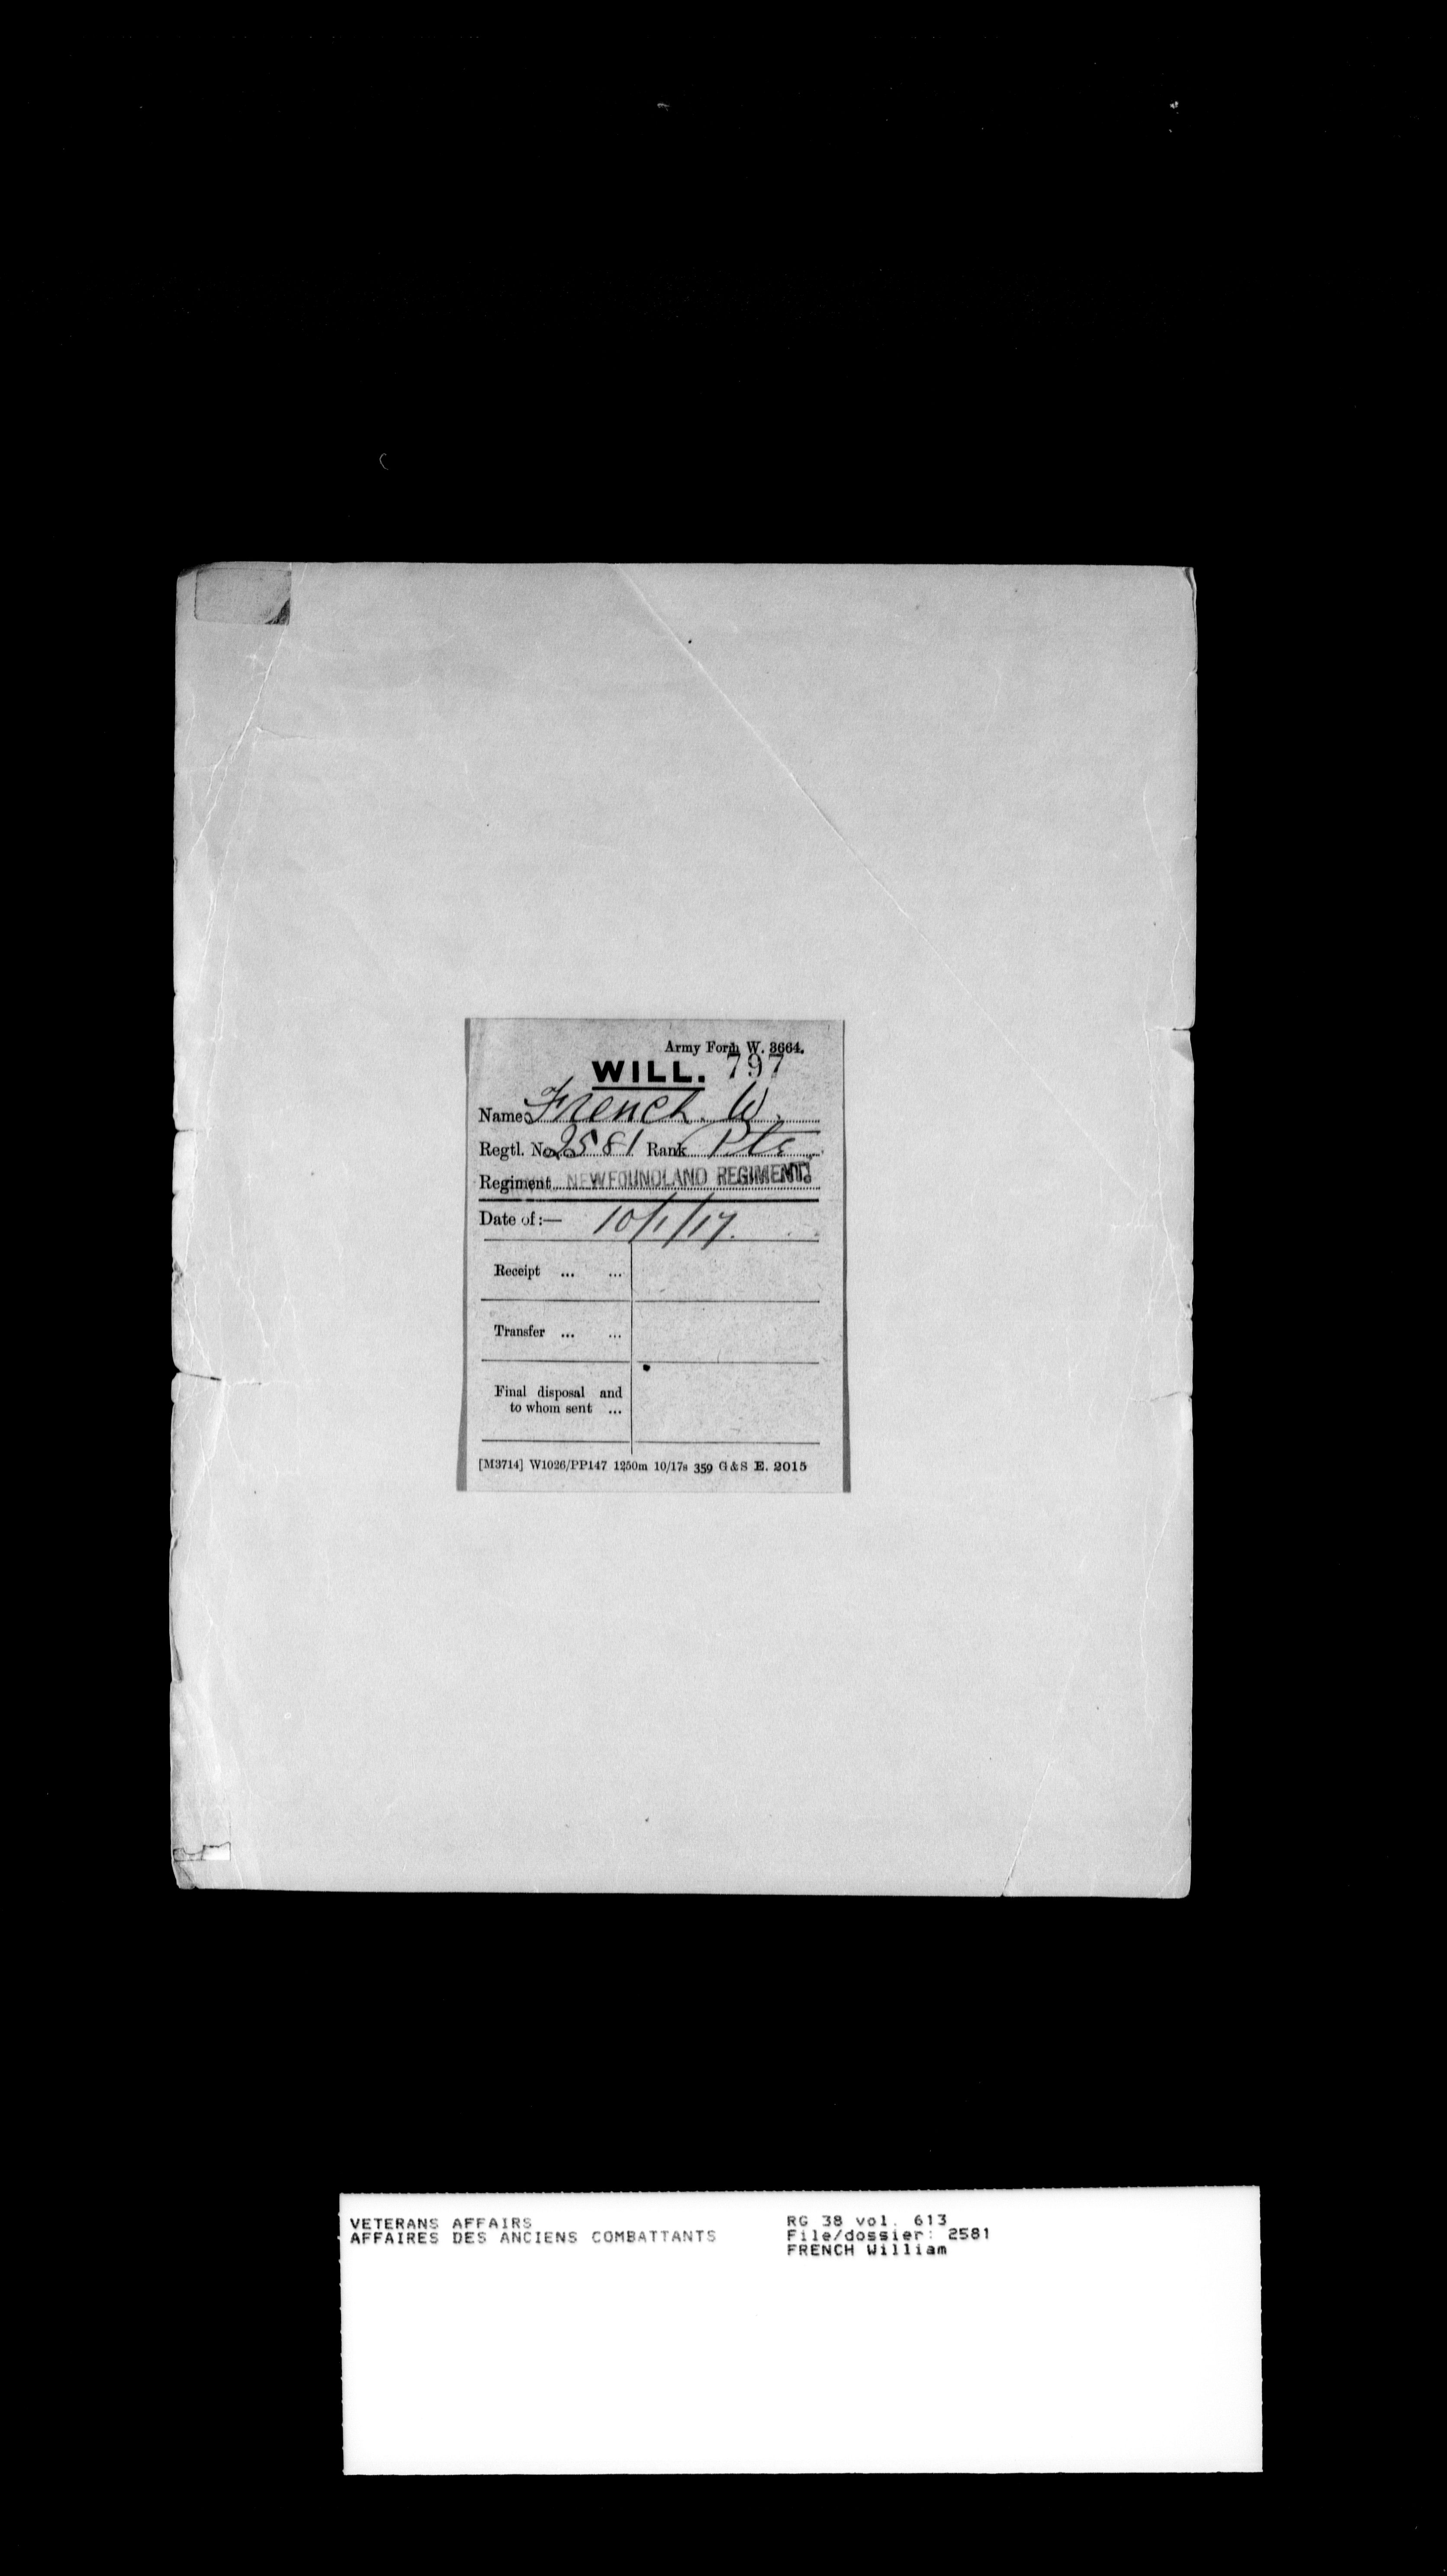 Army Form W. 3664.
WILL. 797
Name French. W.
Regtl. No. 2581 Rank Pte.
Regiment NEWFOUNDLAND REGIMENT.
Date of :— 10/1/17.
Receipt ... ...
Transfer ... ...
Final disposal and
to whom sent ...
[M3714] W1026/PP147 1250m 10/17s 359 G & S E. 2015
VETERANS AFFAIRS
AFFAIRES DES ANCIENS COMBATTANTS
RG 38 vol. 613
File/dossier: 2581
FRENCH William